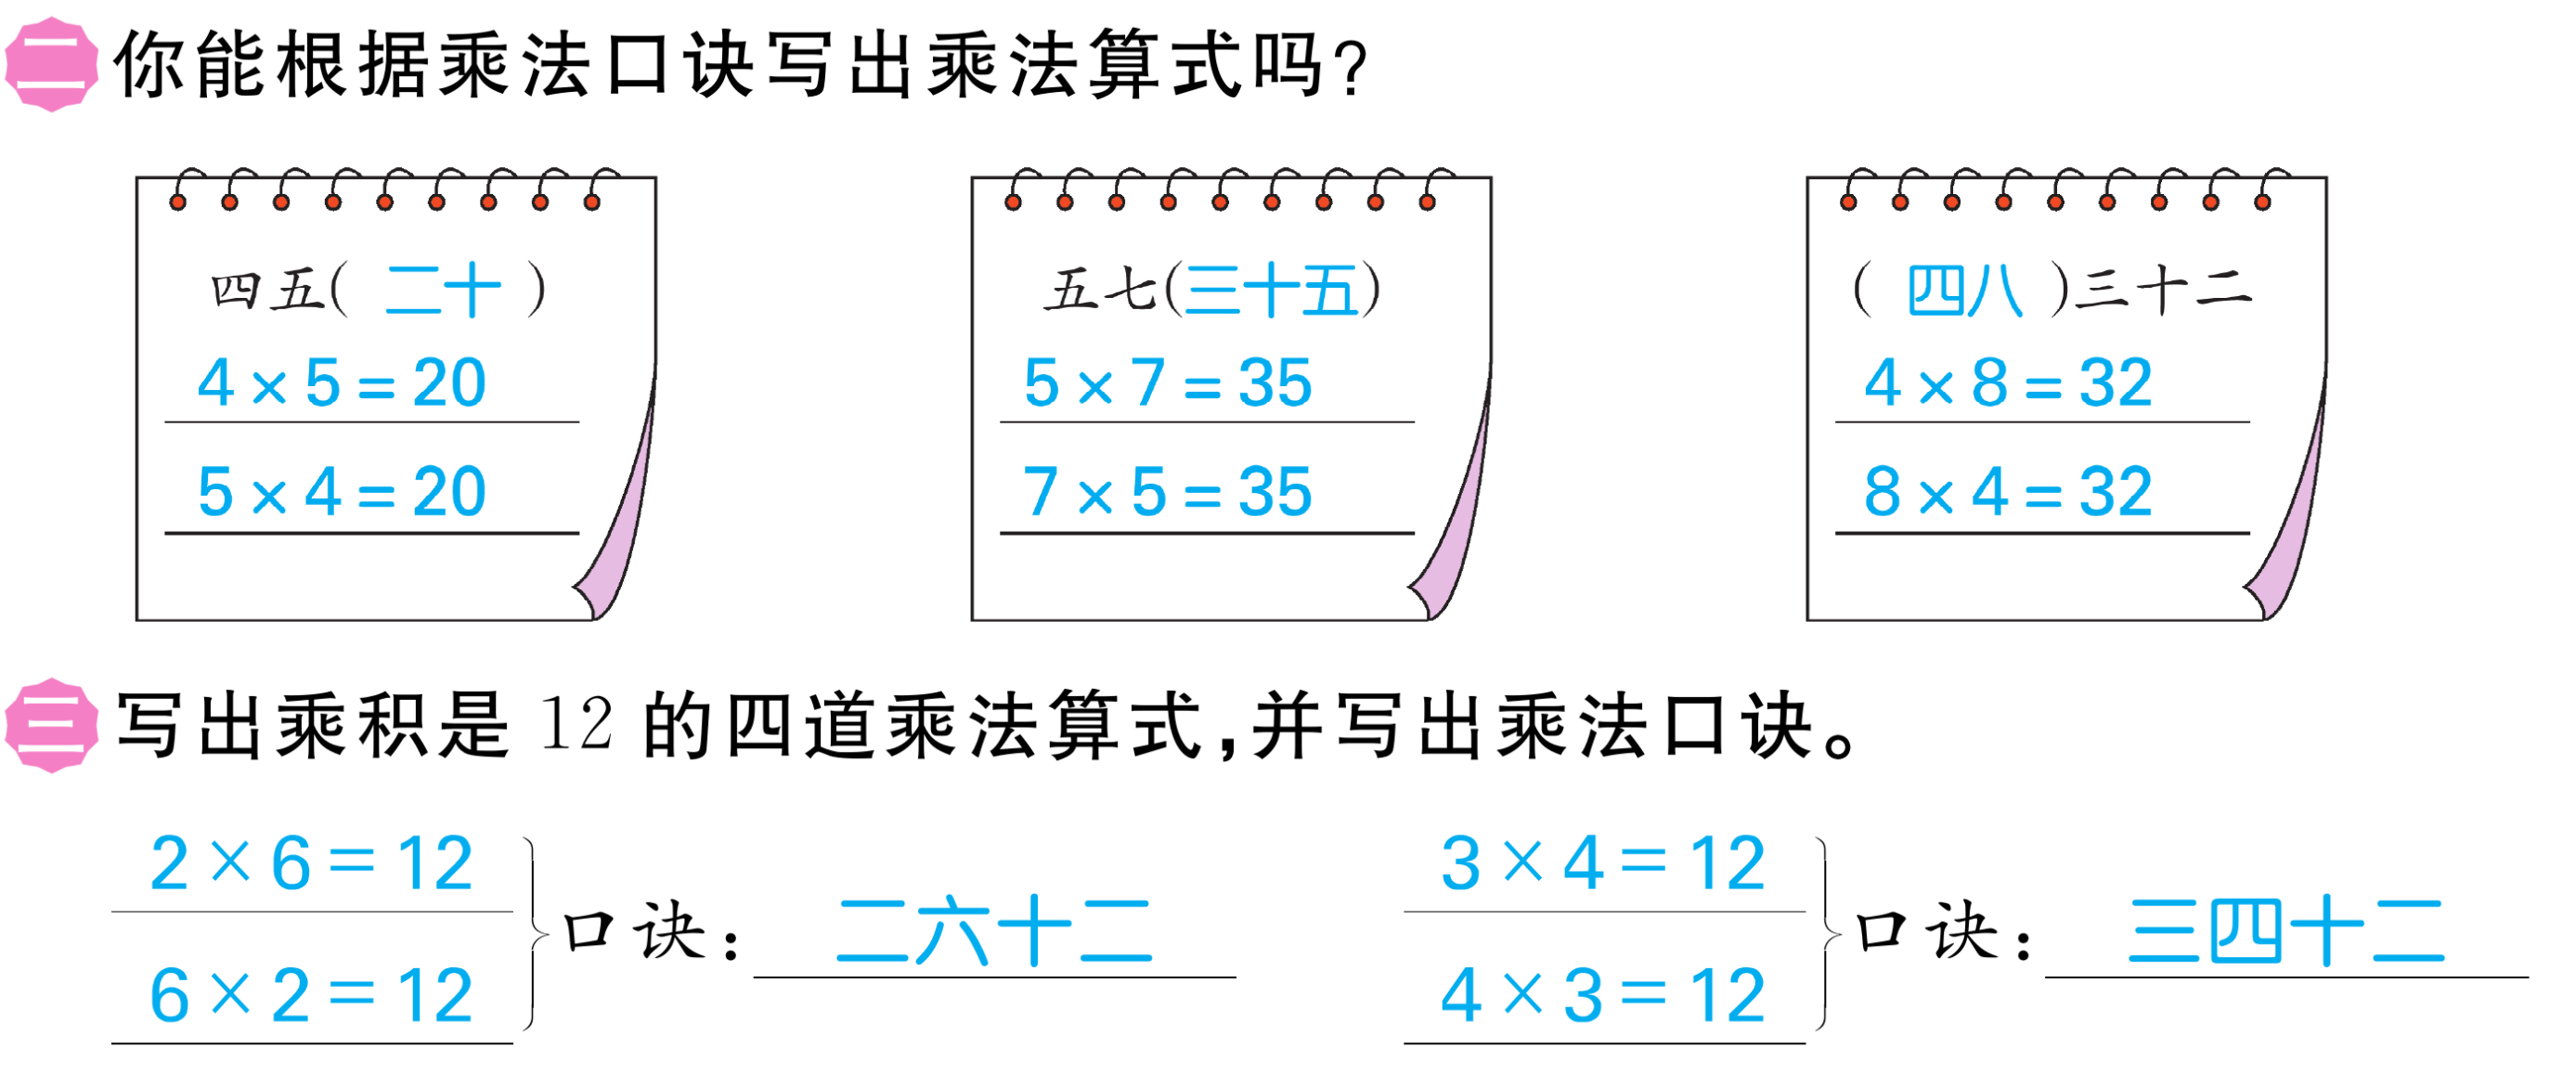 二 你能根据乘法口诀写出乘法算式吗?
四五( 二十 )
4 × 5 = 20
5 × 4 = 20
五七(三十五)
5 × 7 = 35
7 × 5 = 35
( 四八 )三十二
4 × 8 = 32
8 × 4 = 32
三 写出乘积是 12 的四道乘法算式,并写出乘法口诀。
2 × 6 = 12
6 × 2 = 12
口诀: 二六十二
3 × 4 = 12
4 × 3 = 12
口诀: 三四十二